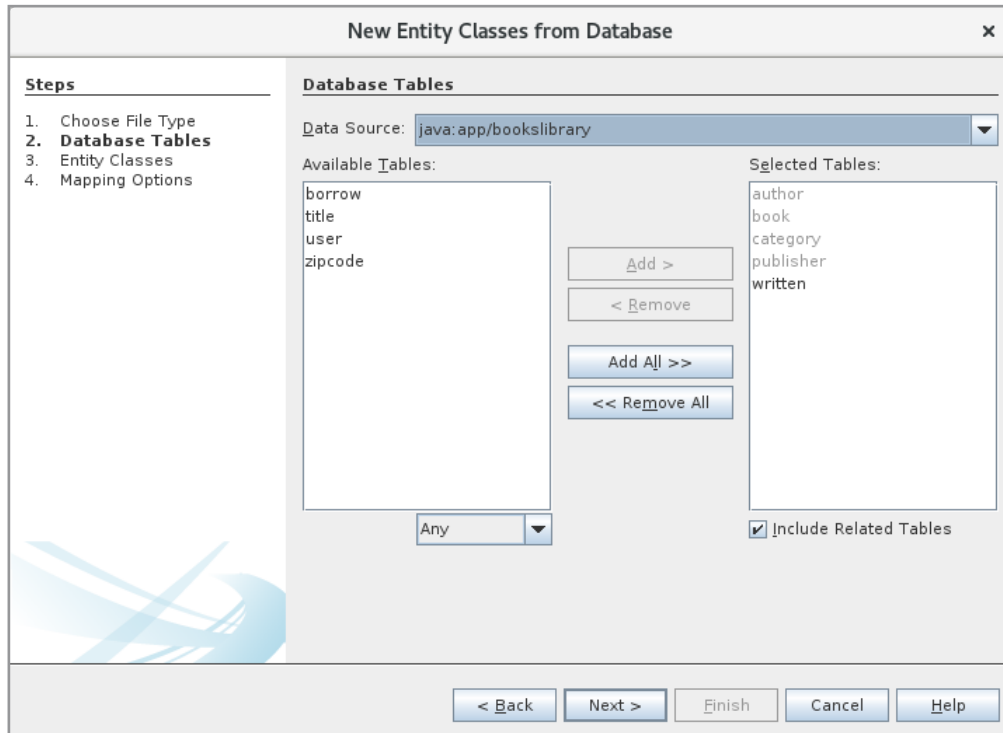 New Entity Classes from Database
×
Steps
1. Choose File Type
2. Database Tables
3. Entity Classes
4. Mapping Options
Database Tables
Data Source: java:app/bookslibrary
Available Tables:
borrow
title
user
zipcode
Any
Add >
< Remove
Add All >>
<< Remove All
Selected Tables:
author
book
category
publisher
written
Include Related Tables
< Back Next > Finish Cancel Help